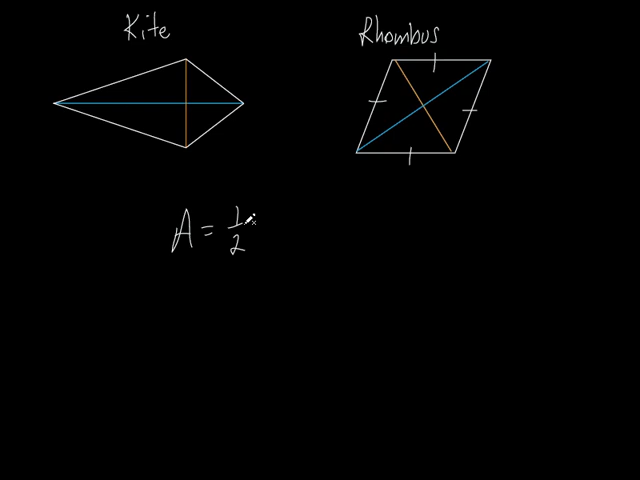 Kite
Rhombus
A = 1/2